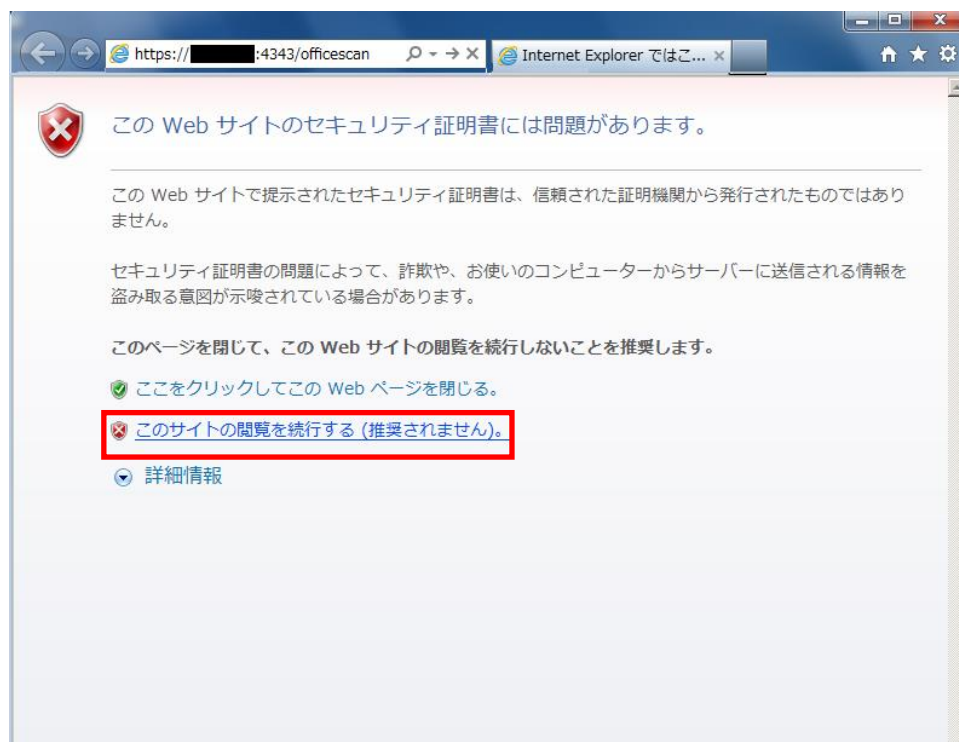 https:// :4343/officescan
Internet Explorer ではこ...
この Web サイトのセキュリティ証明書には問題があります。
この Web サイトで提示されたセキュリティ証明書は、信頼された証明機関から発行されたものではあり
ません。
セキュリティ証明書の問題によって、詐欺や、お使いのコンピューターからサーバーに送信される情報を
盗み取る意図が示唆されている場合があります。
このページを閉じて、この Web サイトの閲覧を続行しないことを推奨します。
ここをクリックしてこの Web ページを閉じる。
このサイトの閲覧を続行する (推奨されません)。
詳細情報